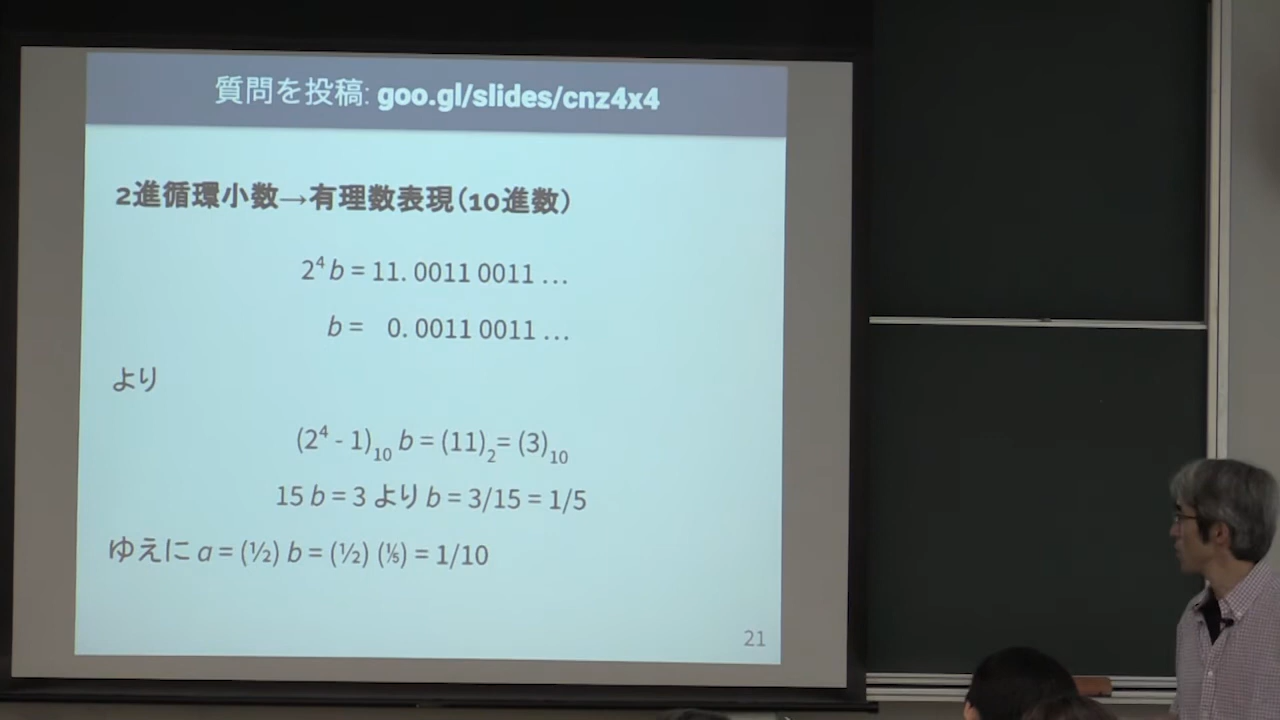 質問を投稿: goo.gl/slides/cnz4x4
2進循環小数→有理数表現(10進数)
2⁴ b = 11. 0011 0011 …
b = 0. 0011 0011 …
より
(2⁴ - 1)₁₀ b = (11)₂= (3)₁₀
15 b = 3 より b = 3/15 = 1/5
ゆえに a = (½) b = (½) (⅕) = 1/10
21